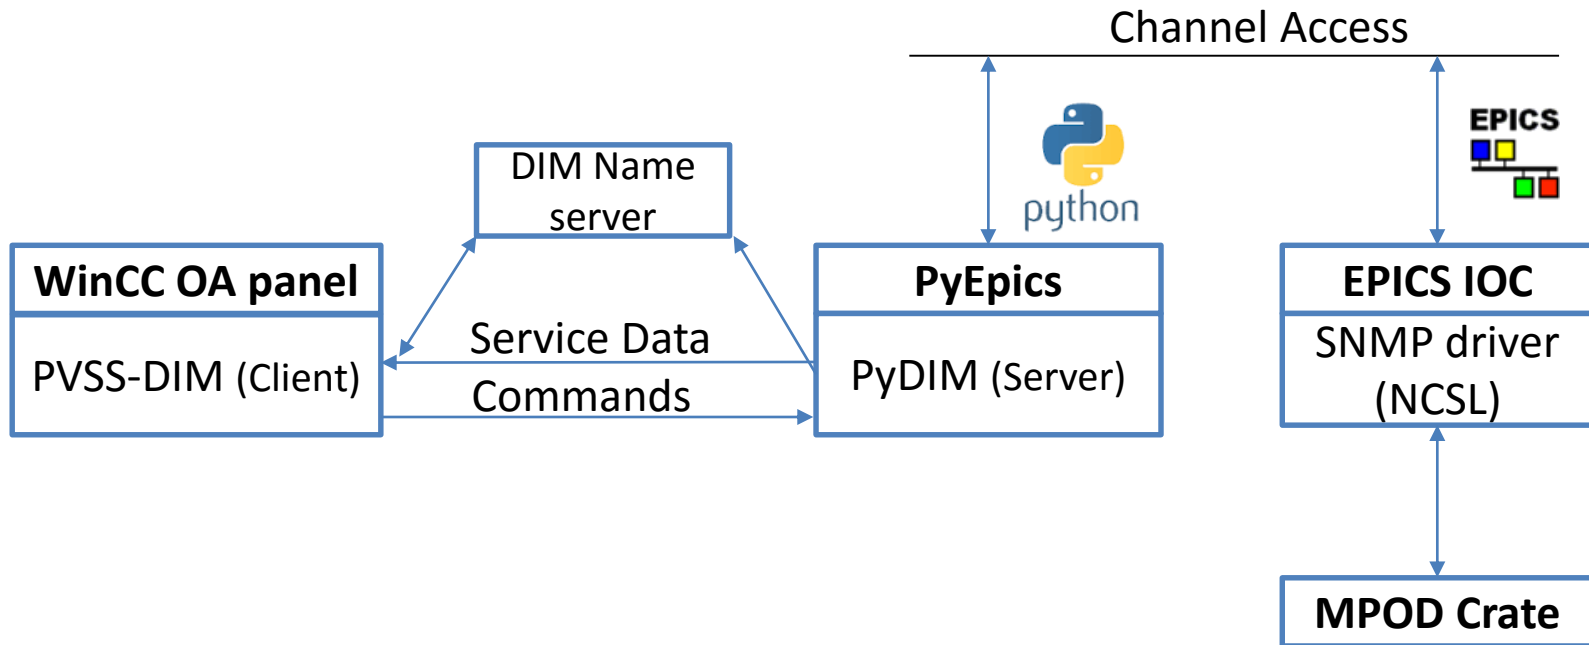 Channel Access
python
EPICS
DIM Name
server
WinCC OA panel
PVSS-DIM (Client)
Service Data
Commands
PyEpics
PyDIM (Server)
EPICS IOC
SNMP driver
(NCSL)
MPOD Crate